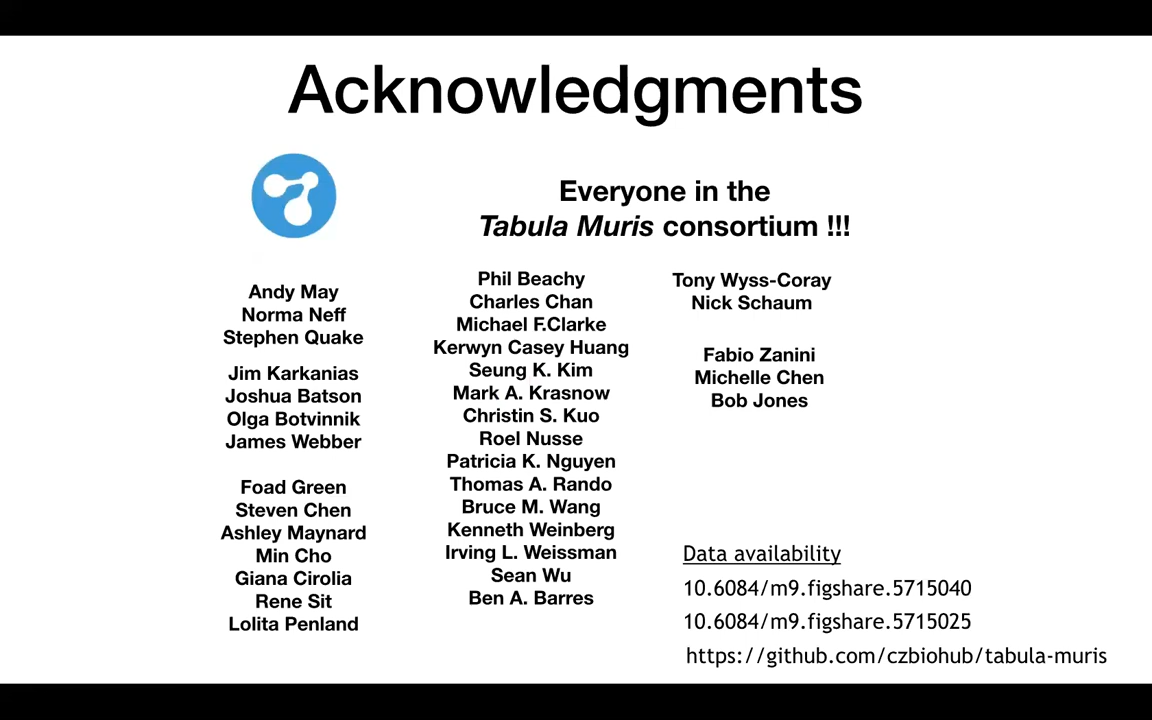 Acknowledgments
Everyone in the
Tabula Muris consortium !!!
Andy May
Norma Neff
Stephen Quake
Jim Karkanias
Joshua Batson
Olga Botvinnik
James Webber
Foad Green
Steven Chen
Ashley Maynard
Min Cho
Giana Cirolia
Rene Sit
Lolita Penland
Phil Beachy
Charles Chan
Michael F.Clarke
Kerwyn Casey Huang
Seung K. Kim
Mark A. Krasnow
Christin S. Kuo
Roel Nusse
Patricia K. Nguyen
Thomas A. Rando
Bruce M. Wang
Kenneth Weinberg
Irving L. Weissman
Sean Wu
Ben A. Barres
Tony Wyss-Coray
Nick Schaum
Fabio Zanini
Michelle Chen
Bob Jones
Data availability
10.6084/m9.figshare.5715040
10.6084/m9.figshare.5715025
https://github.com/czbiohub/tabula-muris